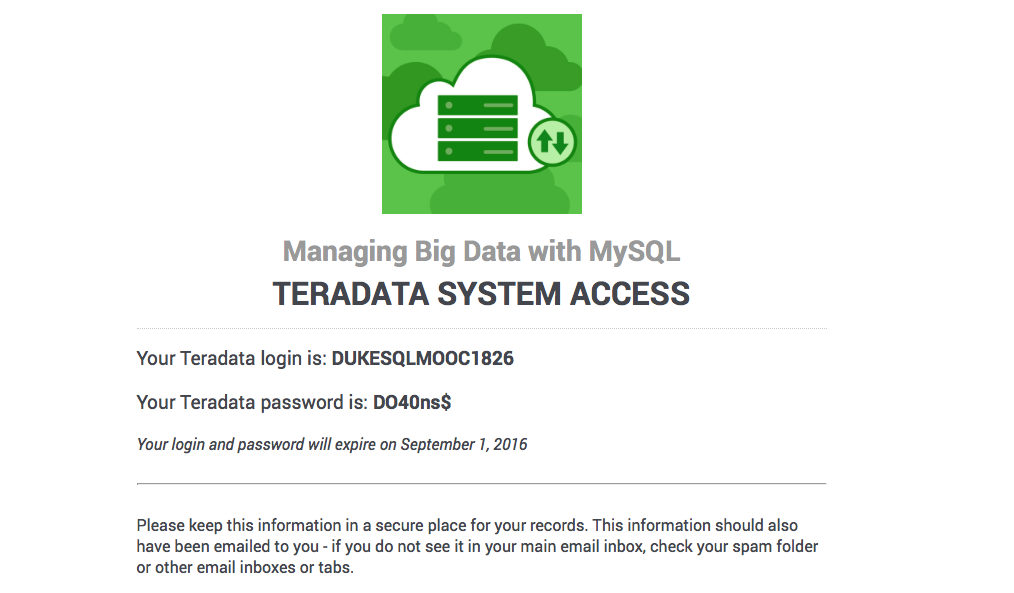 Managing Big Data with MySQL
TERADATA SYSTEM ACCESS
Your Teradata login is: DUKESQLMOOC1826
Your Teradata password is: DO40ns$
Your login and password will expire on September 1, 2016
Please keep this information in a secure place for your records. This information should also
have been emailed to you - if you do not see it in your main email inbox, check your spam folder
or other email inboxes or tabs.